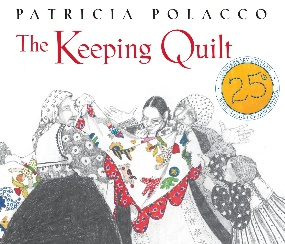 PATRICIA POLACCO
The Keeping Quilt
25